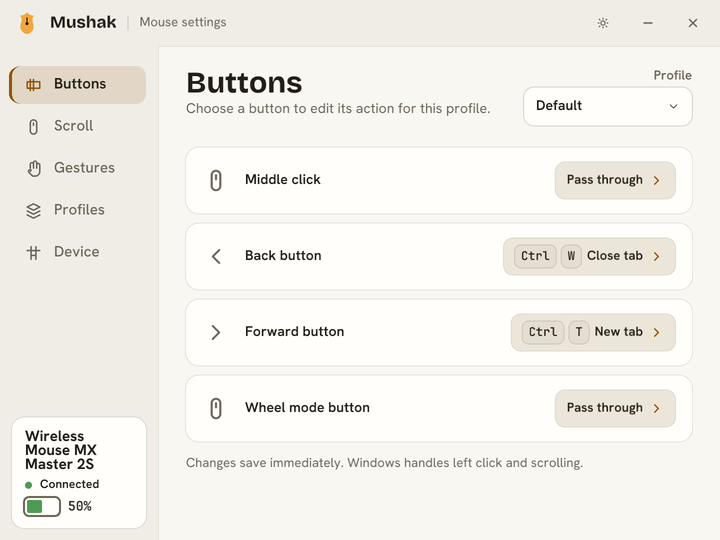 Mushak
Mouse settings
Buttons
Scroll
Gestures
Profiles
Device
Wireless
Mouse MX
Master 2S
Connected
50%
Buttons
Choose a button to edit its action for this profile.
Profile
Default
Middle click
Pass through
Back button
Ctrl W Close tab
Forward button
Ctrl T New tab
Wheel mode button
Pass through
Changes save immediately. Windows handles left click and scrolling.